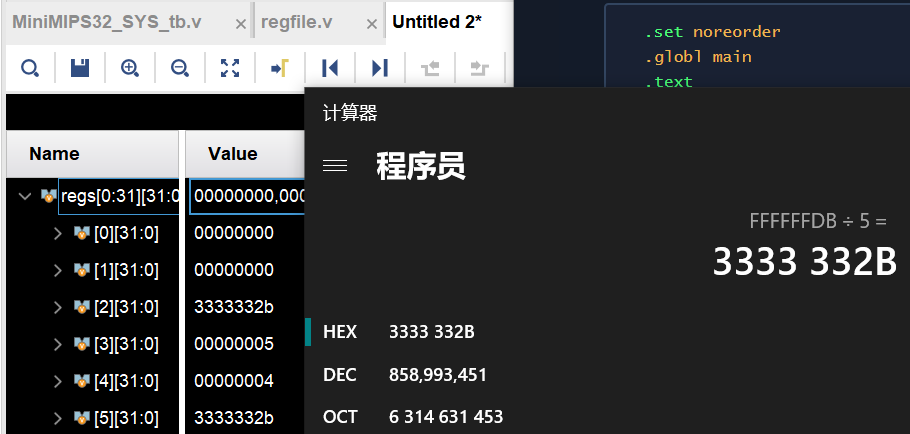 MiniMIPS32_SYS_tb.v × regfile.v × Untitled 2*
.set noreorder
.globl main
.text
计算器
程序员
FFFFFFDB ÷ 5 =
3333 332B
HEX 3333 332B
DEC 858,993,451
OCT 6 314 631 453
Name Value
regs[0:31][31:0 00000000,000
[0][31:0] 00000000
[1][31:0] 00000000
[2][31:0] 3333332b
[3][31:0] 00000005
[4][31:0] 00000004
[5][31:0] 3333332b